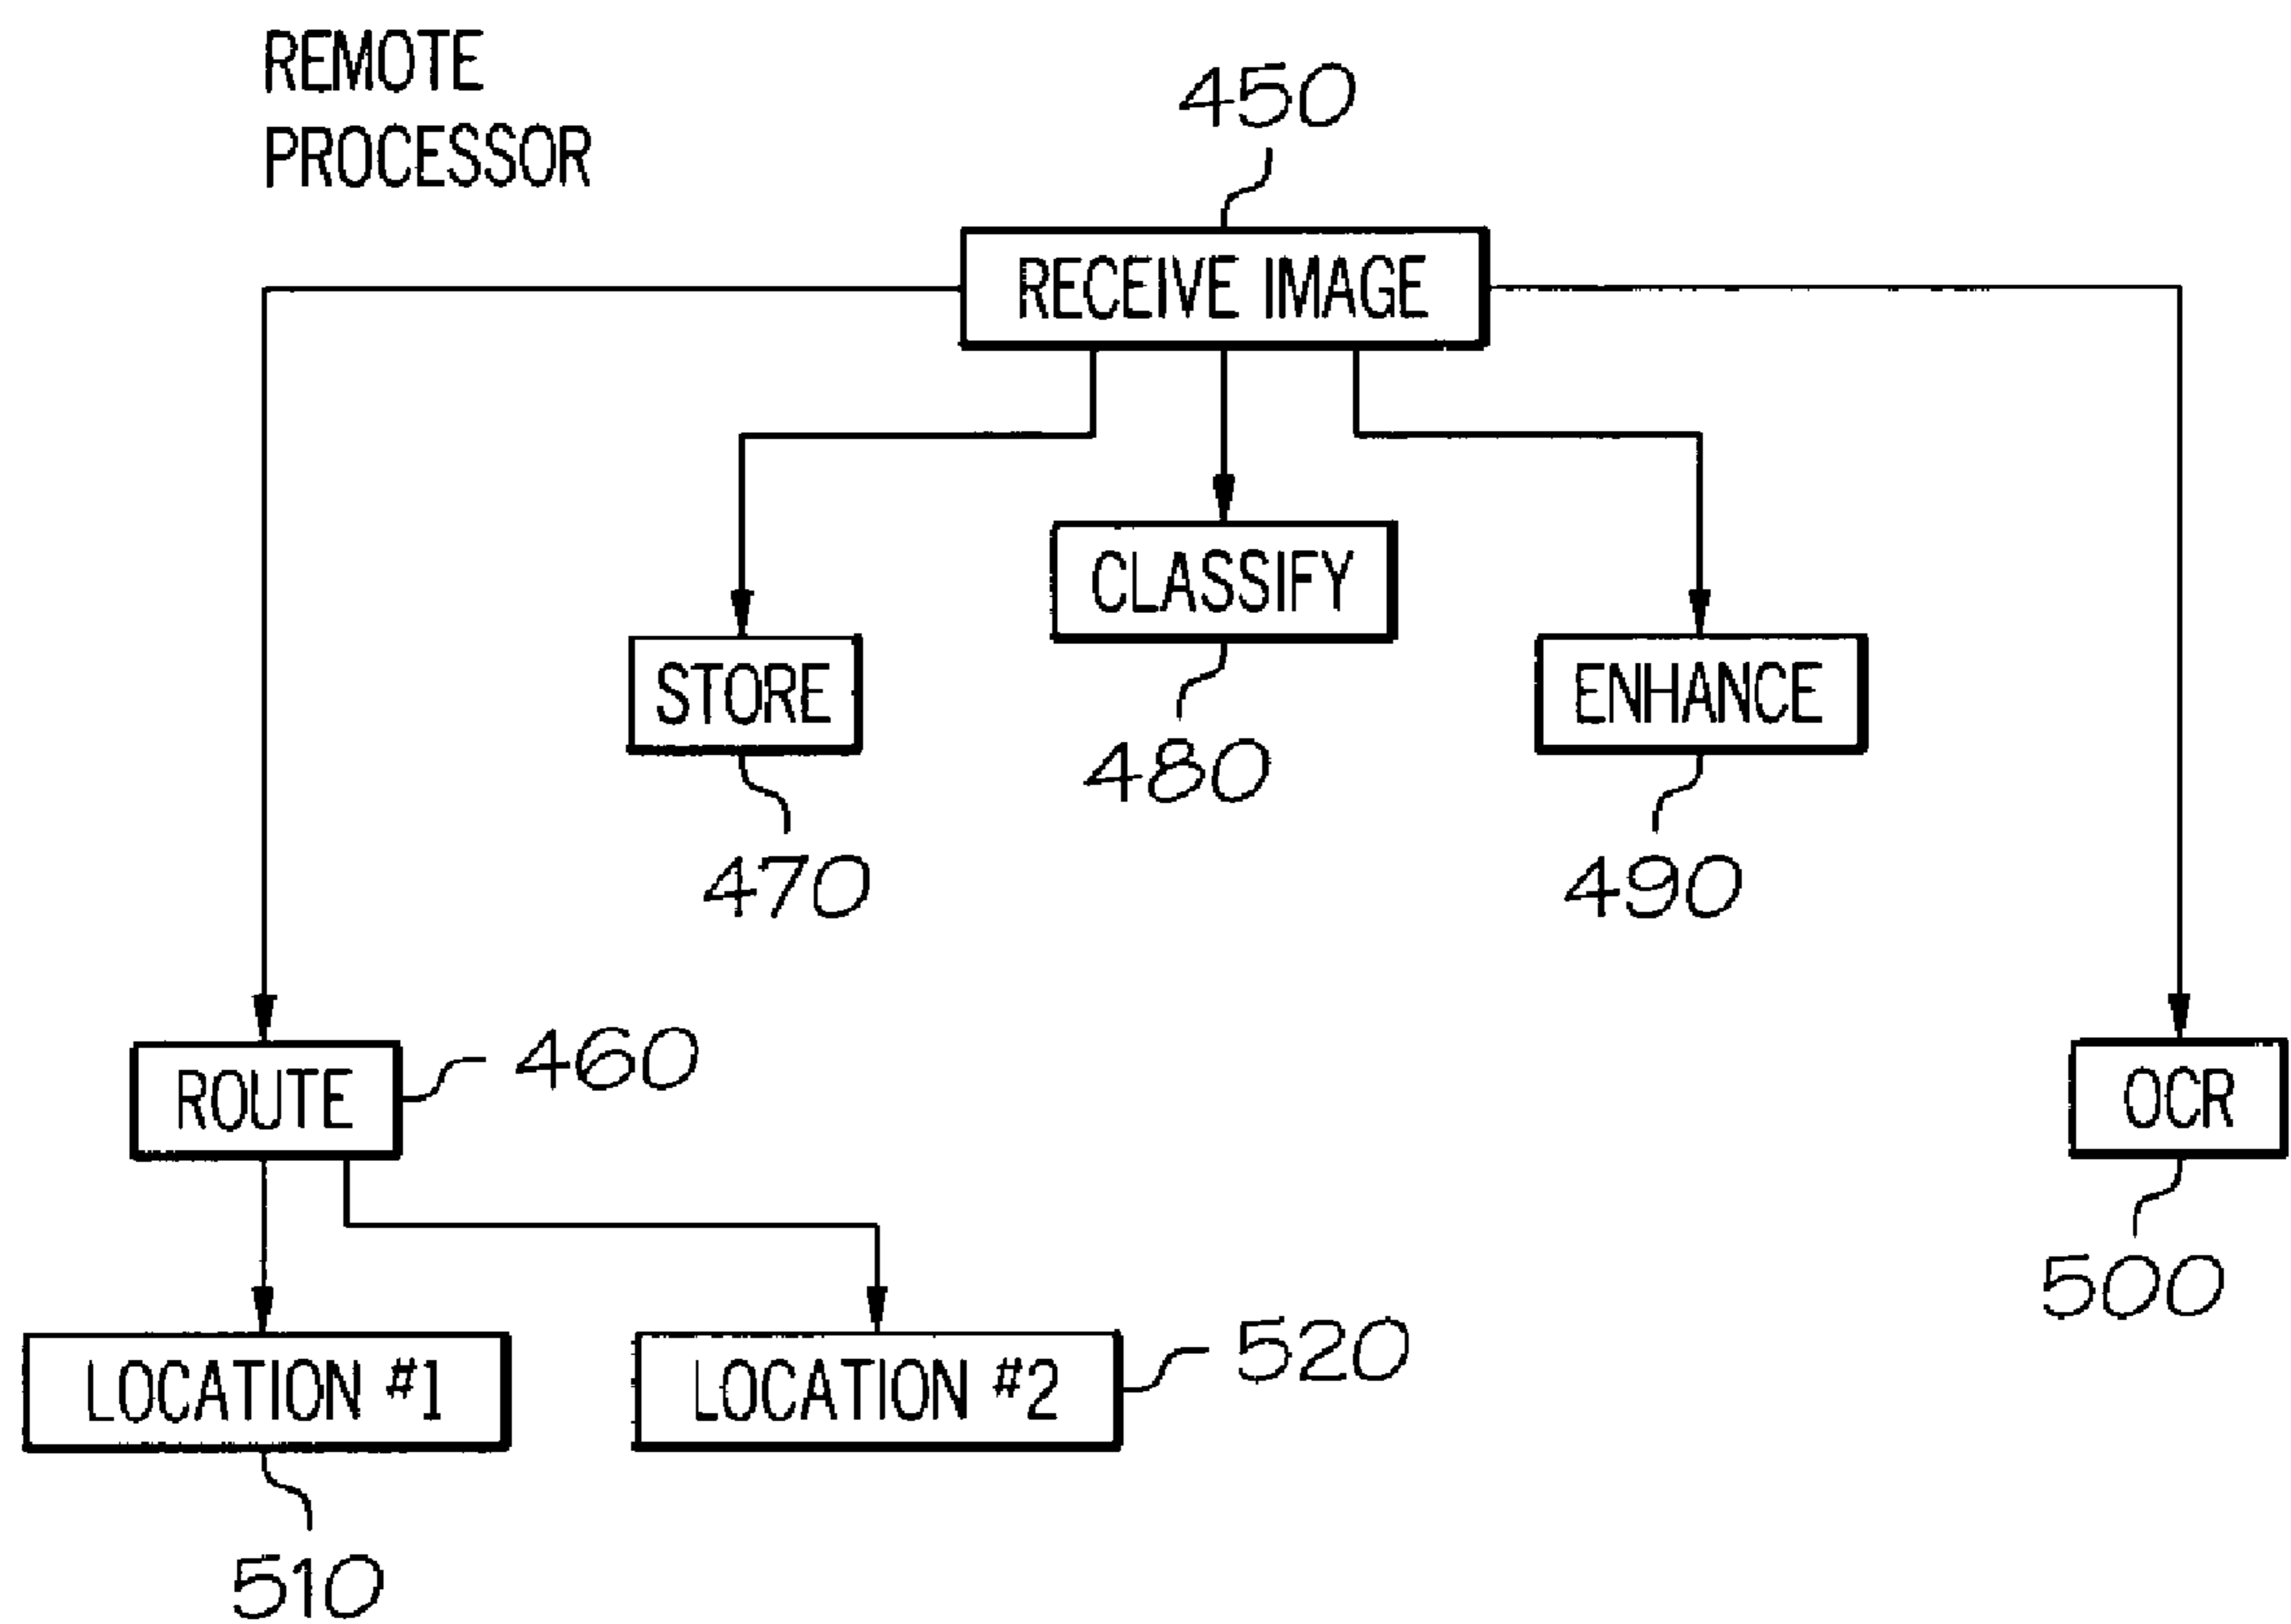 REMOTE
PROCESSOR
450
RECEIVE IMAGE
CLASSIFY
STORE
ENHANCE
480
470
490
ROUTE
460
OCR
500
LOCATION #1
LOCATION #2
520
510